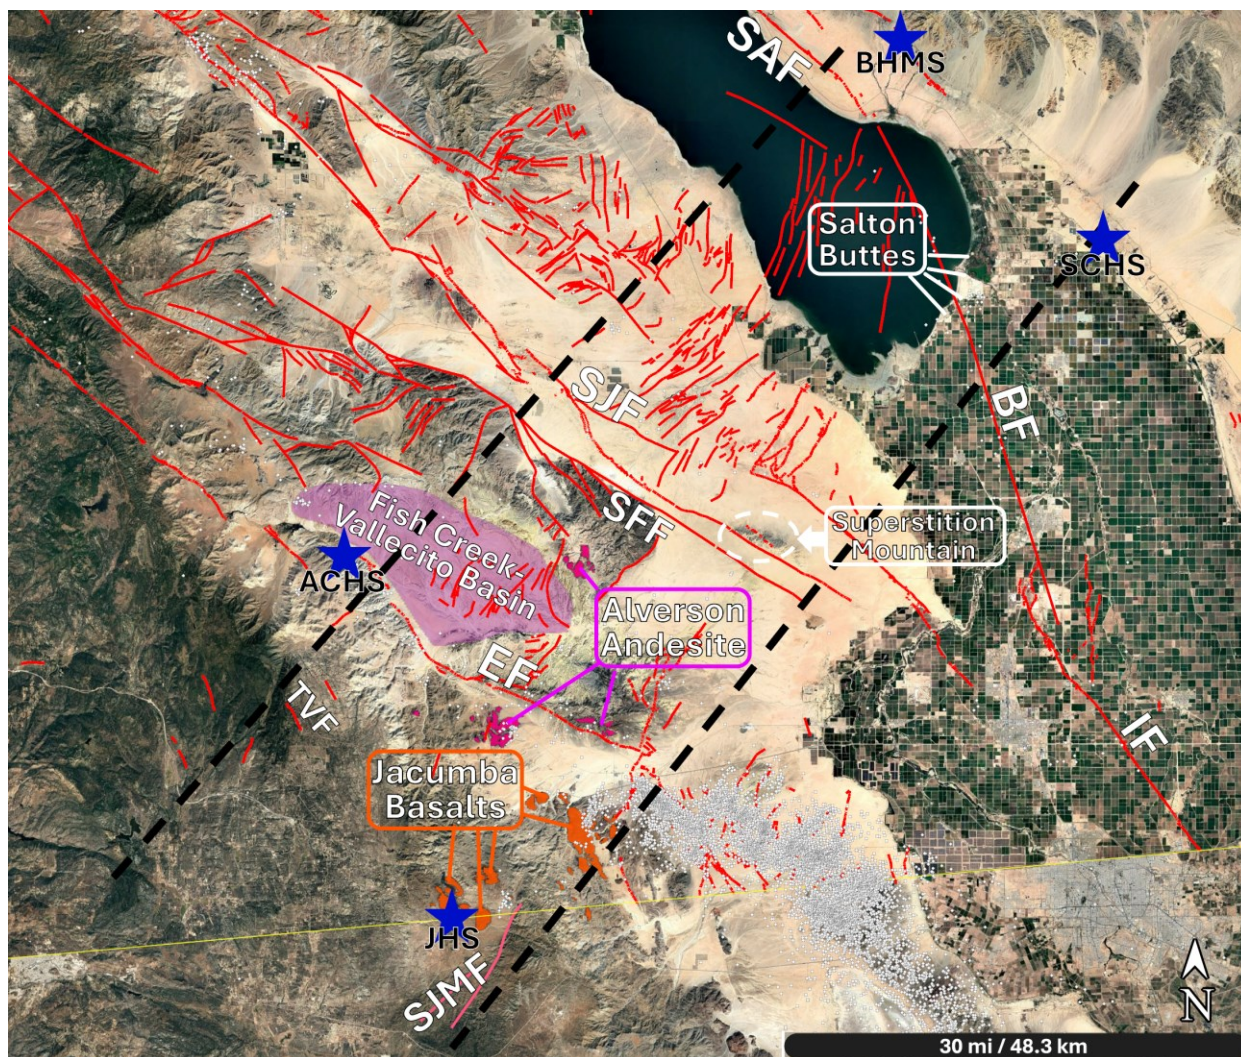 SAF
BHMS
Salton
Buttes
SCHS
SJF
BF
Fish Creek-
Vallecito Basin
SFF
Superstition
Mountain
ACHS
Alverson
Andesite
EF
TVF
IF
Jacumba
Basalts
JHS
SJMF
N
30 mi / 48.3 km